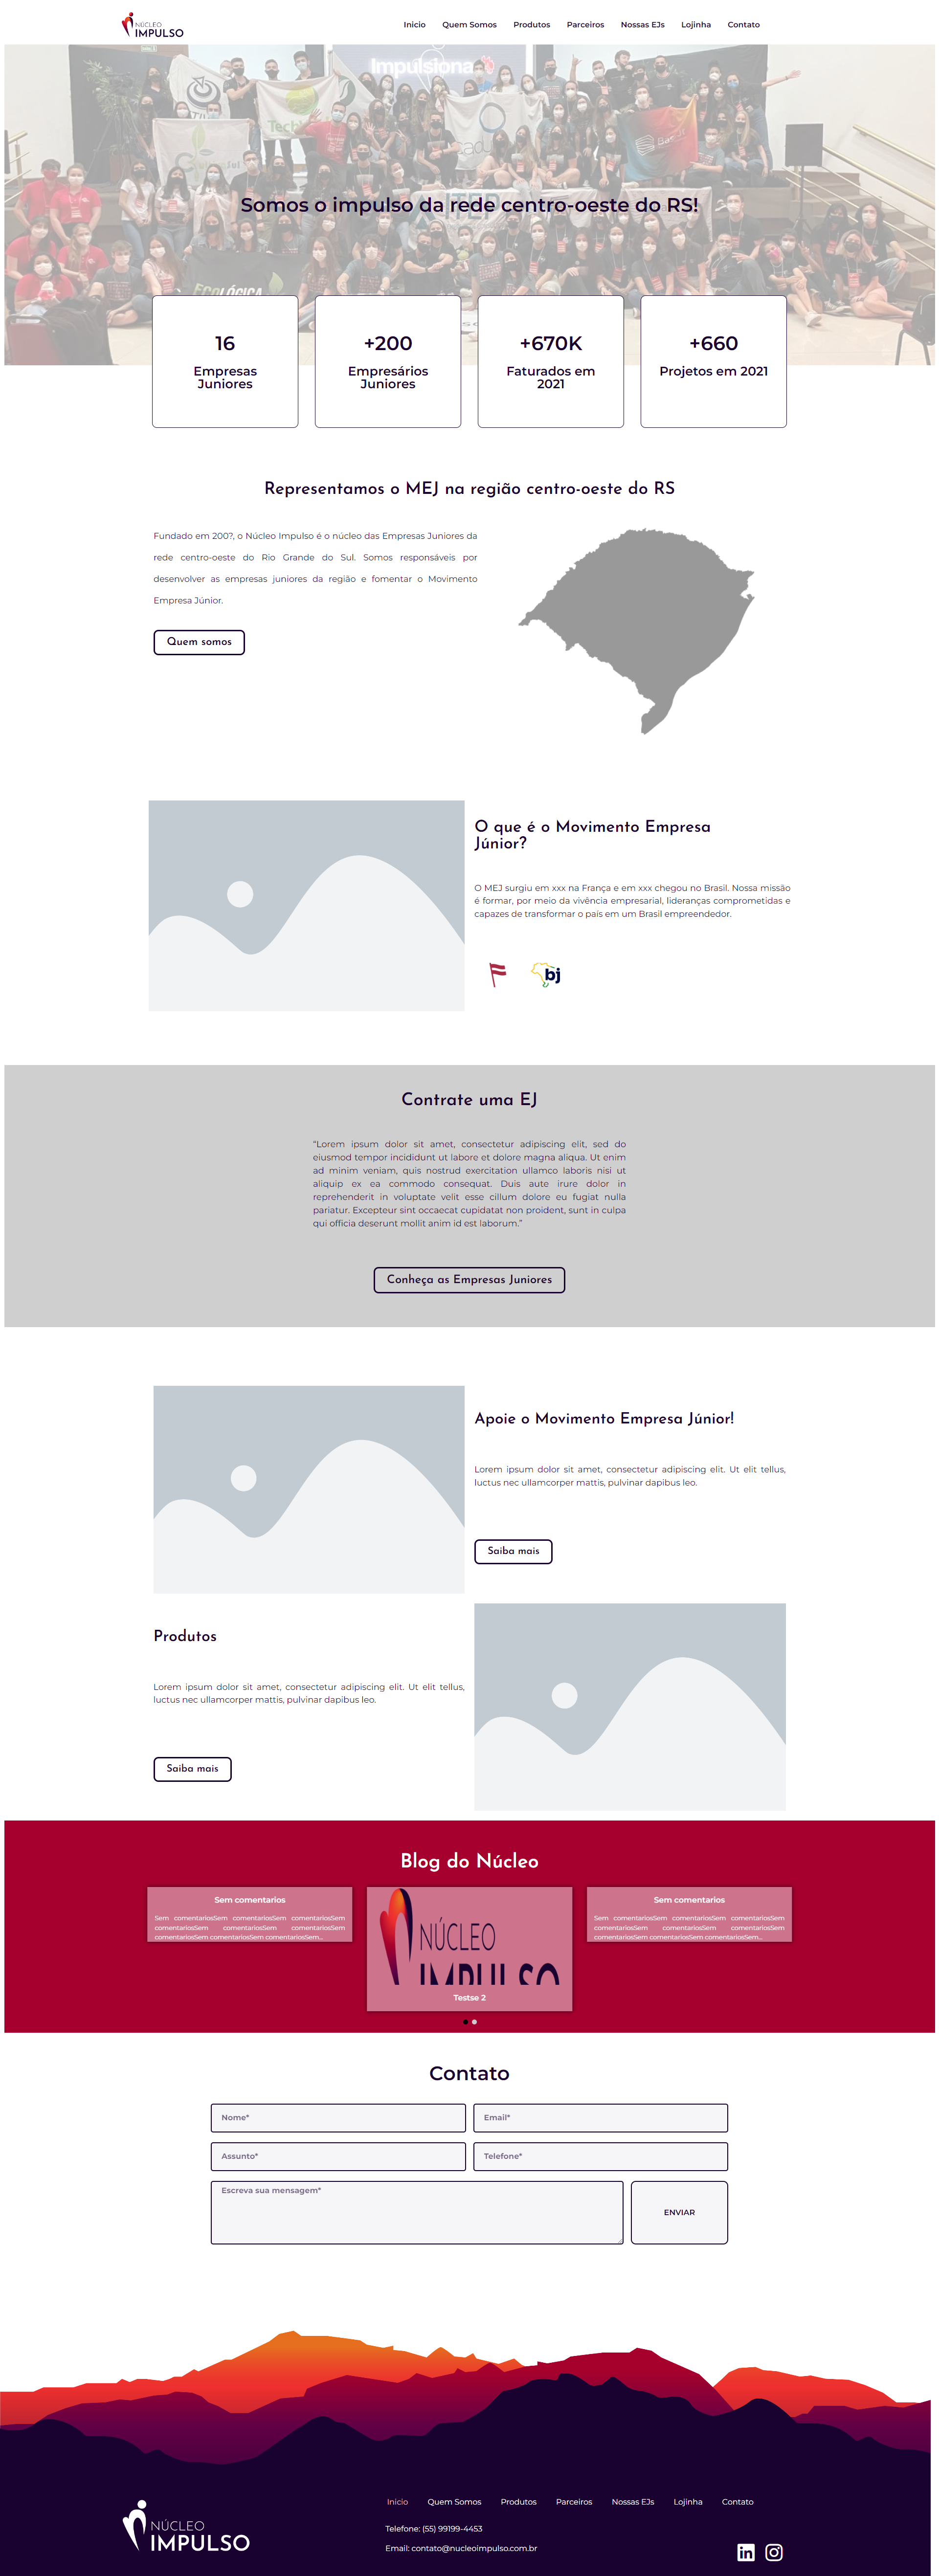 NÚCLEO
IMPULSO
Inicio Quem Somos Produtos Parceiros Nossas EJs Lojinha Contato
Impulsiona
Somos o impulso da rede centro-oeste do RS!
ECOLÓGICA
16
Empresas
Juniores
+200
Empresários
Juniores
+670K
Faturados em
2021
+660
Projetos em 2021
Representamos o MEJ na região centro-oeste do RS
Fundado em 200?, o Núcleo Impulso é o núcleo das Empresas Juniores da
rede centro-oeste do Rio Grande do Sul. Somos responsáveis por
desenvolver as empresas juniores da região e fomentar o Movimento
Empresa Júnior.
Quem somos
O que é o Movimento Empresa
Júnior?
O MEJ surgiu em xxx na França e em xxx chegou no Brasil. Nossa missão
é formar, por meio da vivência empresarial, lideranças comprometidas e
capazes de transformar o país em um Brasil empreendedor.
bj
Contrate uma EJ
“Lorem ipsum dolor sit amet, consectetur adipiscing elit, sed do
eiusmod tempor incididunt ut labore et dolore magna aliqua. Ut enim
ad minim veniam, quis nostrud exercitation ullamco laboris nisi ut
aliquip ex ea commodo consequat. Duis aute irure dolor in
reprehenderit in voluptate velit esse cillum dolore eu fugiat nulla
pariatur. Excepteur sint occaecat cupidatat non proident, sunt in culpa
qui officia deserunt mollit anim id est laborum.”
Conheça as Empresas Juniores
Apoie o Movimento Empresa Júnior!
Lorem ipsum dolor sit amet, consectetur adipiscing elit. Ut elit tellus,
luctus nec ullamcorper mattis, pulvinar dapibus leo.
Saiba mais
Produtos
Lorem ipsum dolor sit amet, consectetur adipiscing elit. Ut elit tellus,
luctus nec ullamcorper mattis, pulvinar dapibus leo.
Saiba mais
Blog do Núcleo
Sem comentarios
Sem comentariosSem comentariosSem comentariosSem
comentariosSem comentariosSem comentariosSem
comentariosSem comentariosSem comentariosSem...
NÚCLEO
IMPULSO
Testse 2
Sem comentarios
Sem comentariosSem comentariosSem comentariosSem
comentariosSem comentariosSem comentariosSem
comentariosSem comentariosSem comentariosSem...
Contato
Nome*
Email*
Assunto*
Telefone*
Escreva sua mensagem*
ENVIAR
NÚCLEO
IMPULSO
Inicio Quem Somos Produtos Parceiros Nossas EJs Lojinha Contato
Telefone: (55) 99199-4453
Email: contato@nucleoimpulso.com.br
in